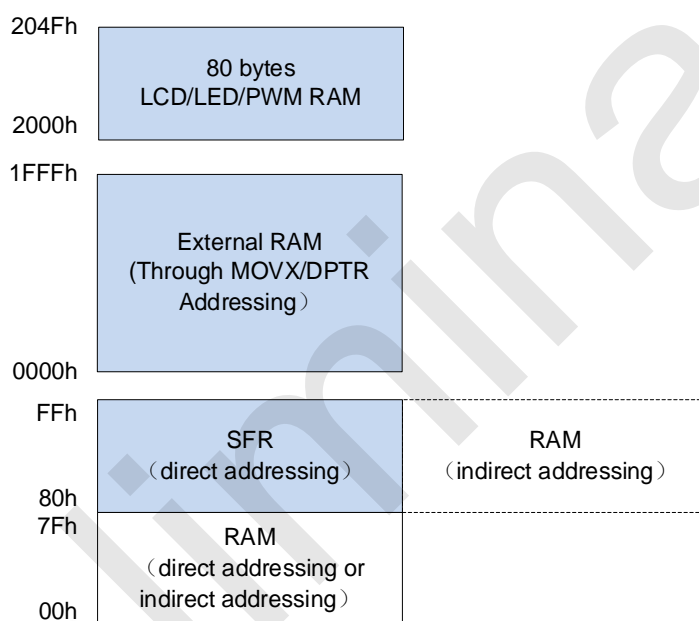 204Fh
80 bytes
LCD/LED/PWM RAM
2000h
1FFFh
External RAM
(Through MOVX/DPTR
Addressing）
0000h
FFh
SFR
（direct addressing）
RAM
（indirect addressing）
80h
7Fh
RAM
（direct addressing or
indirect addressing）
00h
limina